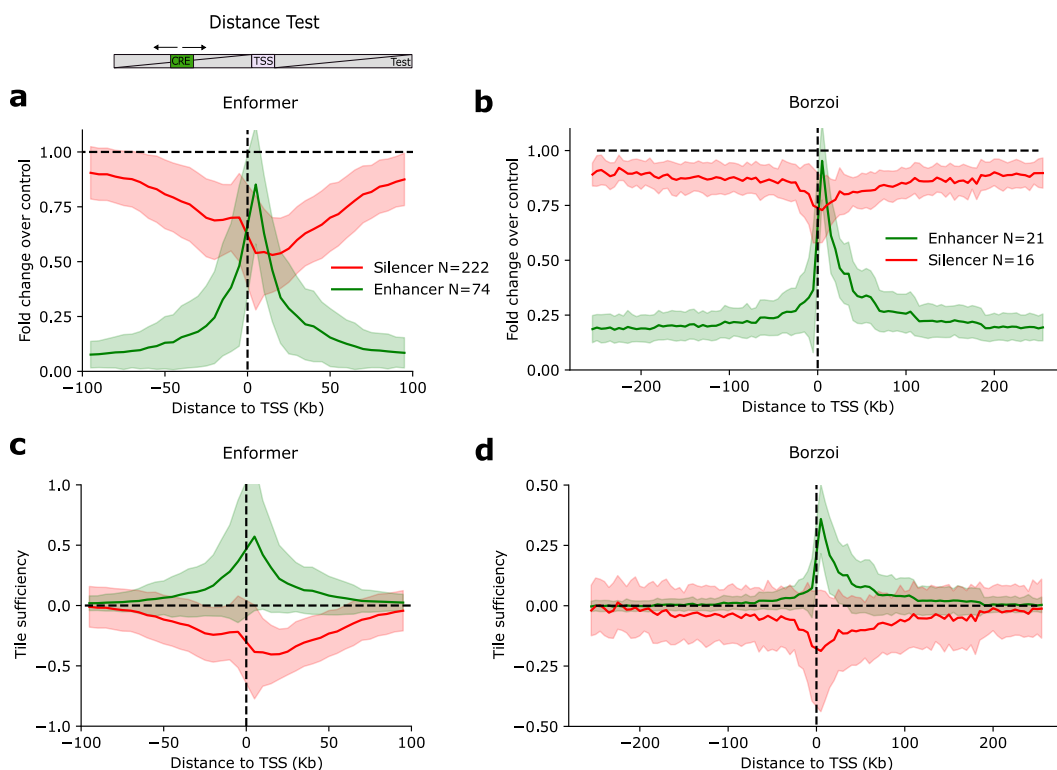 Distance Test
CRE TSS Test
a
Enformer
Fold change over control
1.00
0.75
0.50
0.25
0.00
Silencer N=222
Enhancer N=74
−100 −50 0 50 100
Distance to TSS (Kb)
b
Borzoi
Fold change over control
1.00
0.75
0.50
0.25
0.00
Enhancer N=21
Silencer N=16
−200 −100 0 100 200
Distance to TSS (Kb)
c
Enformer
Tile sufficiency
1.0
0.5
0.0
−0.5
−1.0
−100 −50 0 50 100
Distance to TSS (Kb)
d
Borzoi
Tile sufficiency
0.50
0.25
0.00
−0.25
−0.50
−200 −100 0 100 200
Distance to TSS (Kb)